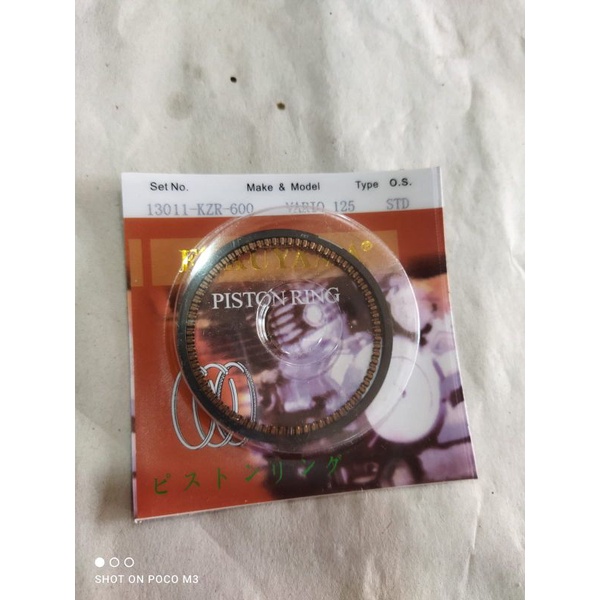 Set No. Make & Model Type O.S.
13011-KZR-600 VARIO 125 STD
PISTON RING
ピストンリング
SHOT ON POCO M3